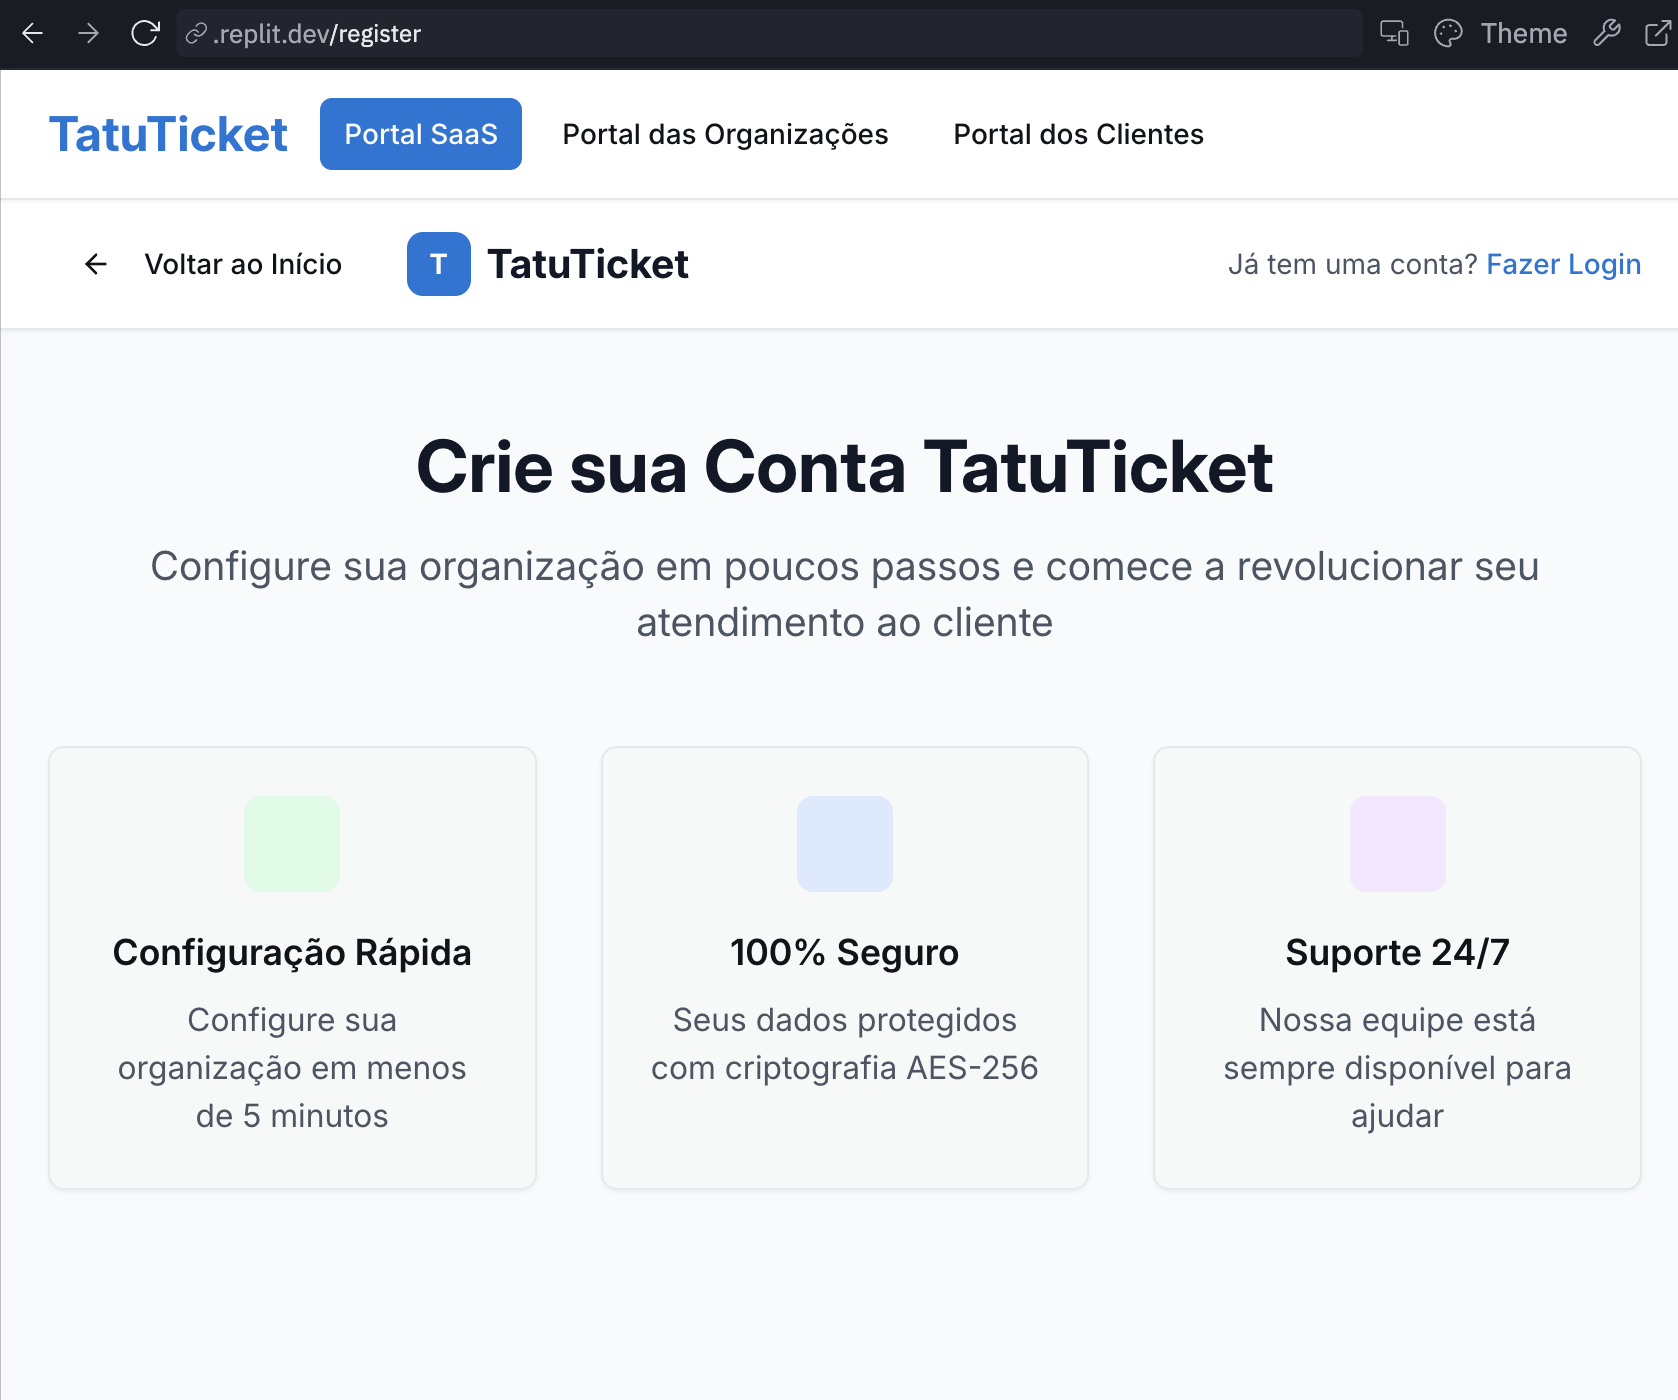 .replit.dev/register
Theme
TatuTicket
Portal SaaS
Portal das Organizações
Portal dos Clientes
Voltar ao Início
T
TatuTicket
Já tem uma conta? Fazer Login
Crie sua Conta TatuTicket
Configure sua organização em poucos passos e comece a revolucionar seu
atendimento ao cliente
Configuração Rápida
Configure sua
organização em menos
de 5 minutos
100% Seguro
Seus dados protegidos
com criptografia AES-256
Suporte 24/7
Nossa equipe está
sempre disponível para
ajudar